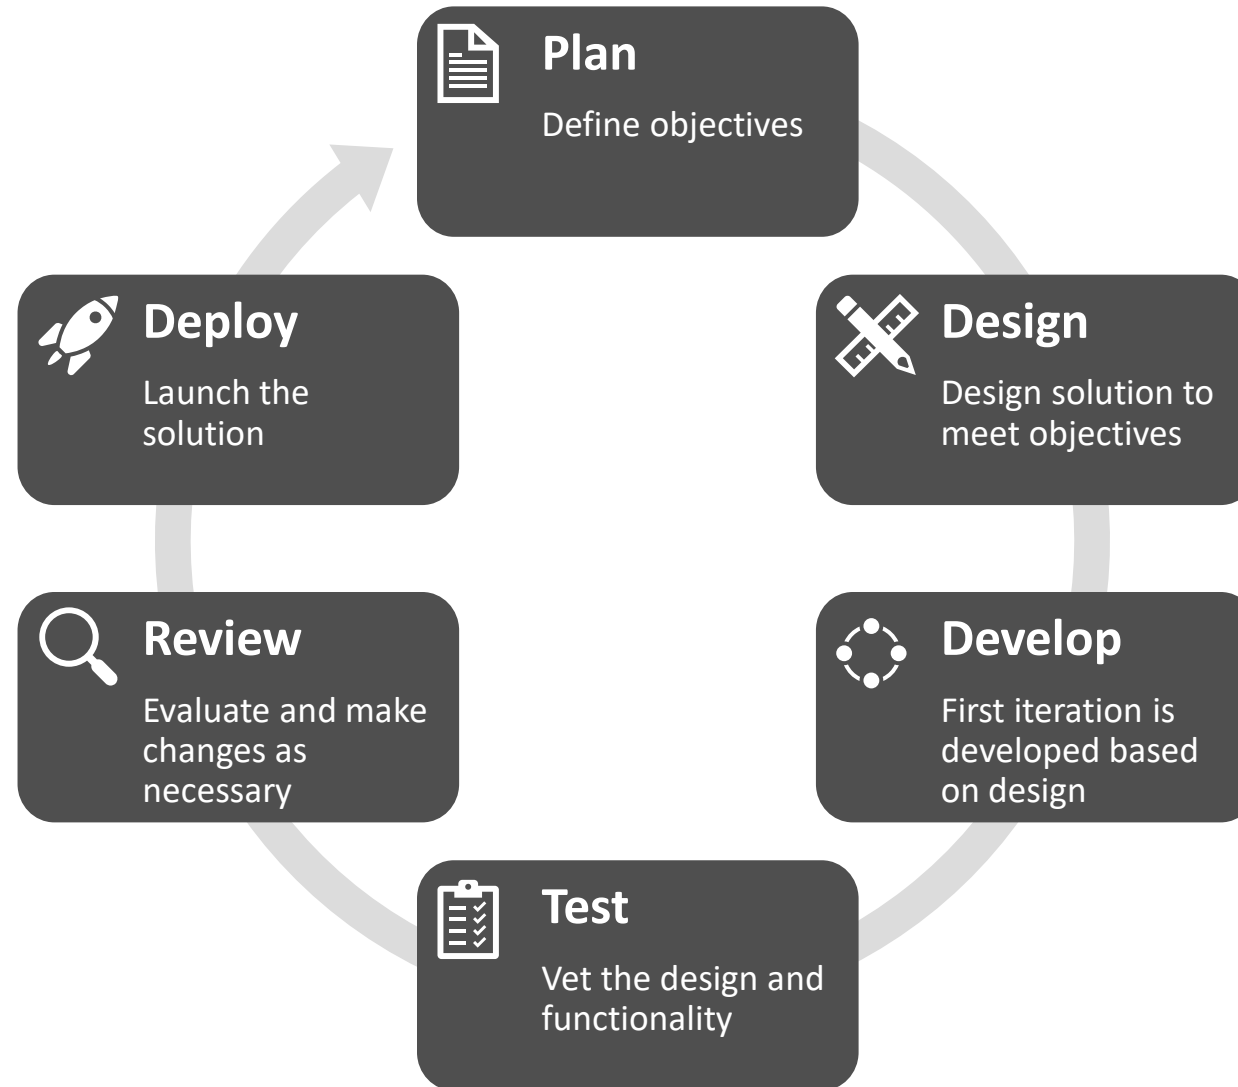 Plan
Define objectives
Design
Design solution to
meet objectives
Develop
First iteration is
developed based
on design
Test
Vet the design and
functionality
Review
Evaluate and make
changes as
necessary
Deploy
Launch the
solution